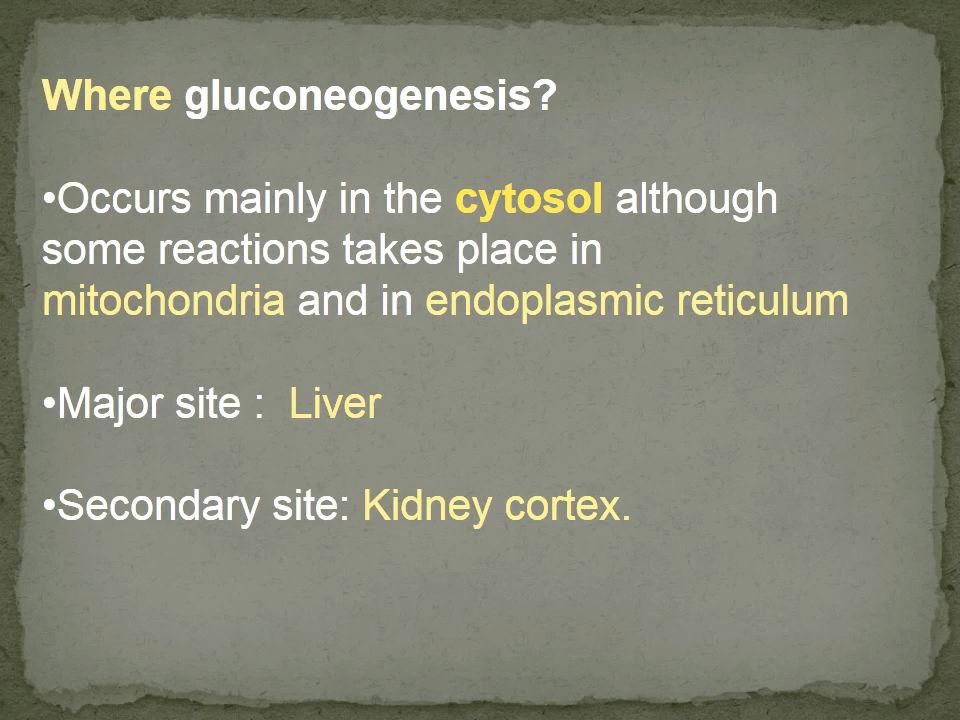 Where gluconeogenesis?
•Occurs mainly in the cytosol although
some reactions takes place in
mitochondria and in endoplasmic reticulum
•Major site :  Liver
•Secondary site: Kidney cortex.